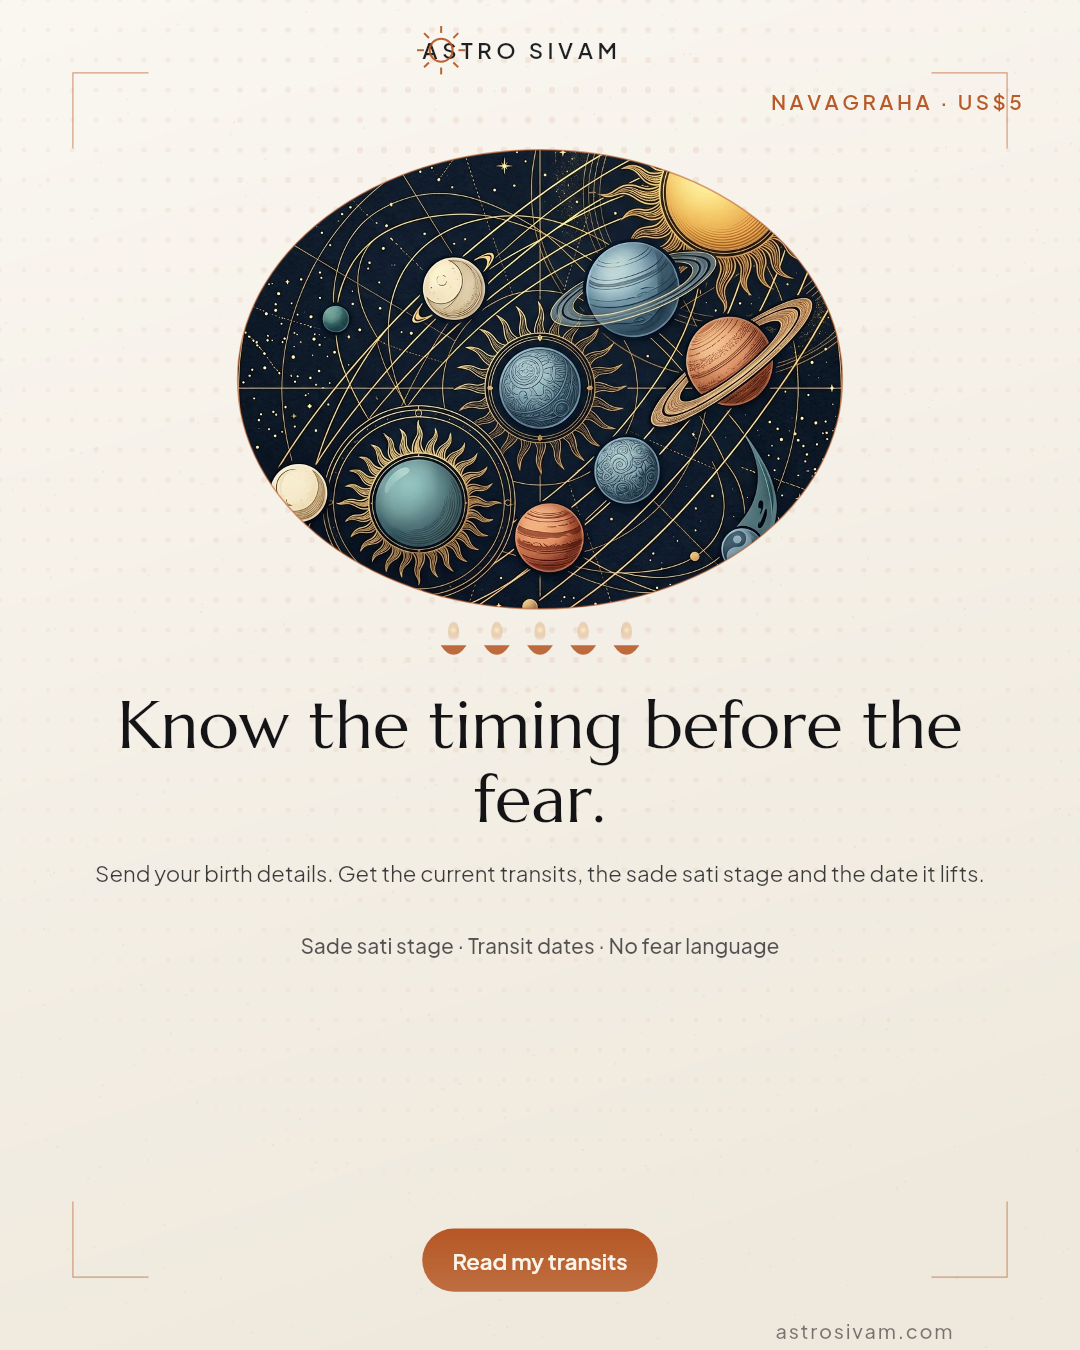 ASTRO SIVAM
NAVAGRAHA · US$5
Know the timing before the
fear.
Send your birth details. Get the current transits, the sade sati stage and the date it lifts.
Sade sati stage · Transit dates · No fear language
Read my transits
astrosivam.com